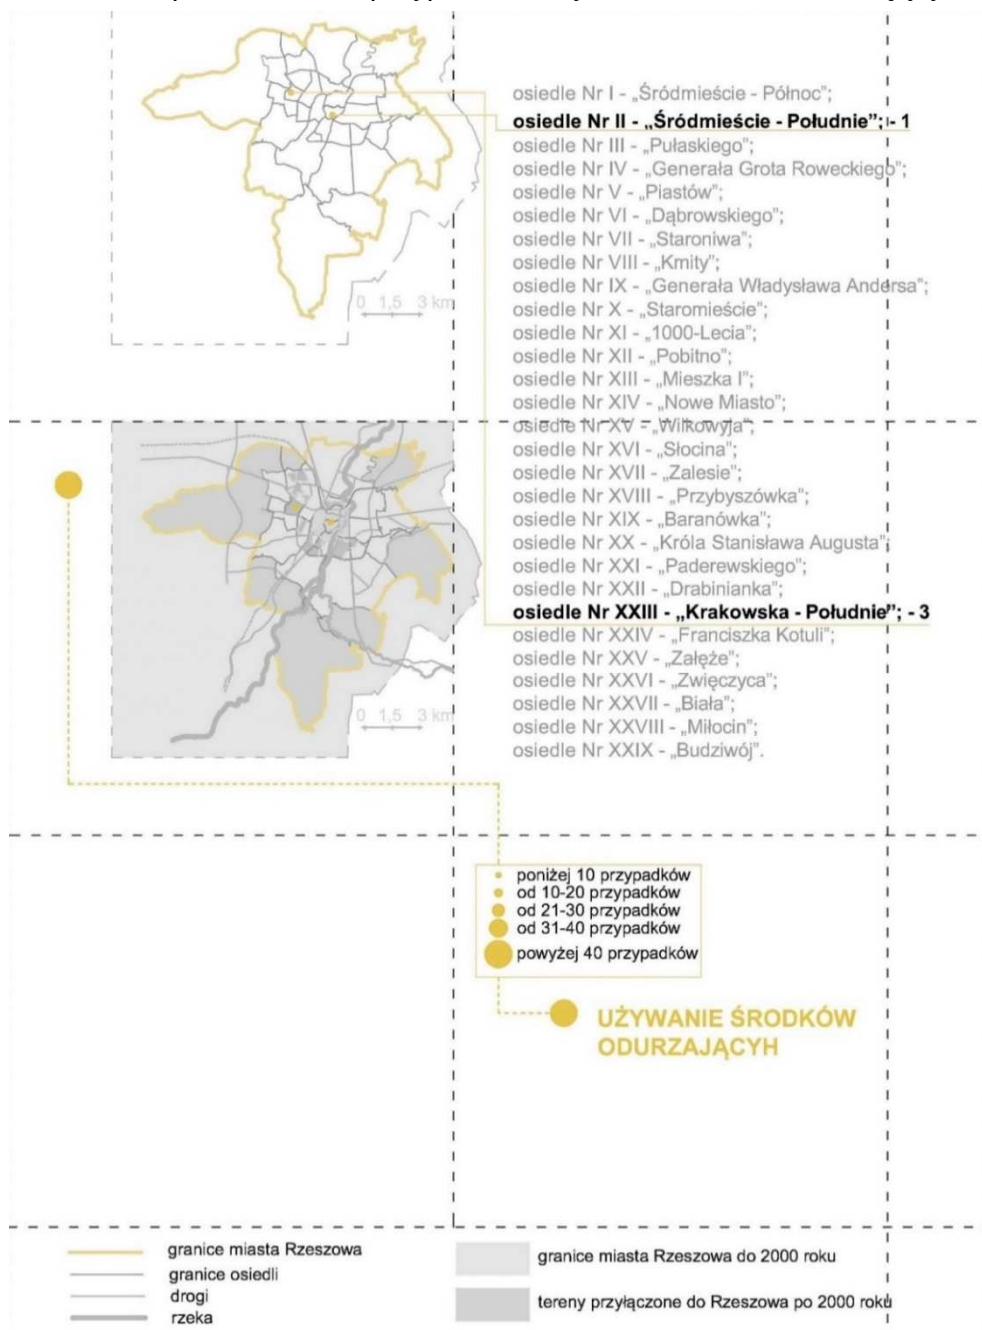 osiedle Nr I - „Śródmieście - Północ”;
osiedle Nr II - „Śródmieście - Południe”; - 1
osiedle Nr III - „Pułaskiego”;
osiedle Nr IV - „Generała Grota Roweckiego”;
osiedle Nr V - „Piastów”;
osiedle Nr VI - „Dąbrowskiego”;
osiedle Nr VII - „Staroniwa”;
osiedle Nr VIII - „Kmity”;
osiedle Nr IX - „Generała Władysława Andersa”;
osiedle Nr X - „Staromieście”;
osiedle Nr XI - „1000-Lecia”;
osiedle Nr XII - „Pobitno”;
osiedle Nr XIII - „Mieszka I”;
osiedle Nr XIV - „Nowe Miasto”;
osiedle Nr XV - „Wilkowyja”;
osiedle Nr XVI - „Słocina”;
osiedle Nr XVII - „Zalesie”;
osiedle Nr XVIII - „Przybyszówka”;
osiedle Nr XIX - „Baranówka”;
osiedle Nr XX - „Króla Stanisława Augusta”;
osiedle Nr XXI - „Paderewskiego”;
osiedle Nr XXII - „Drabinianka”;
osiedle Nr XXIII - „Krakowska - Południe”; - 3
osiedle Nr XXIV - „Franciszka Kotuli”;
osiedle Nr XXV - „Załęże”;
osiedle Nr XXVI - „Zwięczyca”;
osiedle Nr XXVII - „Biała”;
osiedle Nr XXVIII - „Miłocin”;
osiedle Nr XXIX - „Budziwój”.
0 1,5 3 km
0 1,5 3 km
poniżej 10 przypadków
od 10-20 przypadków
od 21-30 przypadków
od 31-40 przypadków
powyżej 40 przypadków
UŻYWANIE ŚRODKÓW
ODURZAJĄCYH
granice miasta Rzeszowa
granice osiedli
drogi
rzeka
granice miasta Rzeszowa do 2000 roku
tereny przyłączone do Rzeszowa po 2000 roku